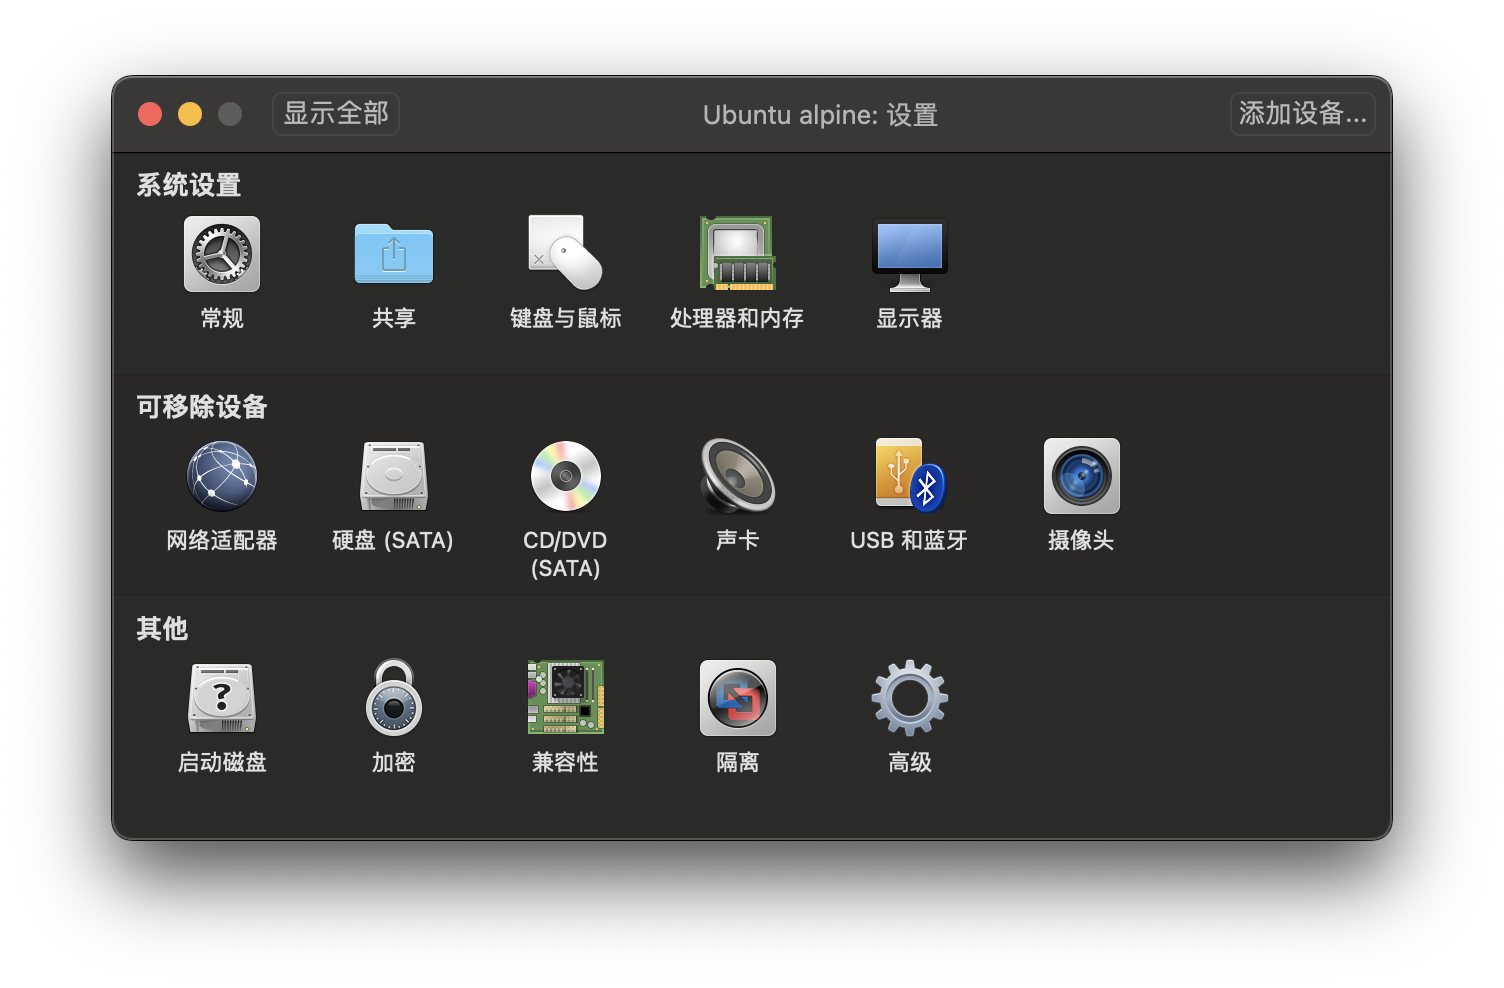 显示全部
Ubuntu alpine: 设置
添加设备...
系统设置
常规
共享
键盘与鼠标
处理器和内存
显示器
可移除设备
网络适配器
硬盘 (SATA)
CD/DVD
(SATA)
声卡
USB 和蓝牙
摄像头
其他
?
启动磁盘
加密
兼容性
隔离
高级